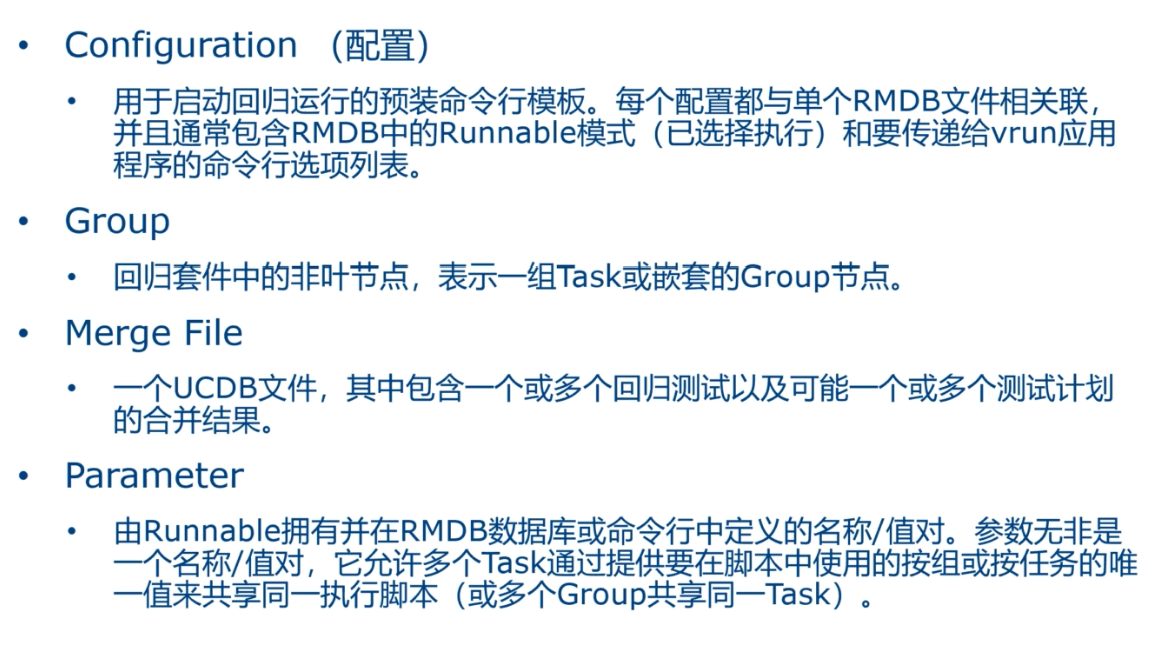 • Configuration （配置）
• 用于启动回归运行的预装命令行模板。每个配置都与单个RMDB文件相关联，
并且通常包含RMDB中的Runnable模式（已选择执行）和要传递给vrun应用
程序的命令行选项列表。
• Group
• 回归套件中的非叶节点，表示一组Task或嵌套的Group节点。
• Merge File
• 一个UCDB文件，其中包含一个或多个回归测试以及可能一个或多个测试计划
的合并结果。
• Parameter
• 由Runnable拥有并在RMDB数据库或命令行中定义的名称/值对。参数无非是
一个名称/值对，它允许多个Task通过提供要在脚本中使用的按组或按任务的唯
一值来共享同一执行脚本（或多个Group共享同一Task）。